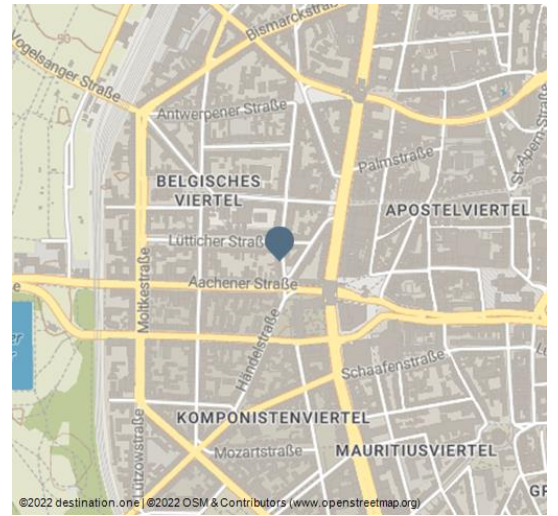 Bismarckstraße
Vogelsanger Straße
Antwerpener Straße
St.-Apern-Straße
Palmstraße
BELGISCHES
VIERTEL
APOSTELVIERTEL
Lütticher Straße
Aachener Straße
Moltkestraße
Händelstraße
Schaafenstraße
KOMPONISTENVIERTEL
Lützowstraße
Mozartstraße
MAURITIUSVIERTEL
©2022 destination.one | ©2022 OSM & Contributors (www.openstreetmap.org)